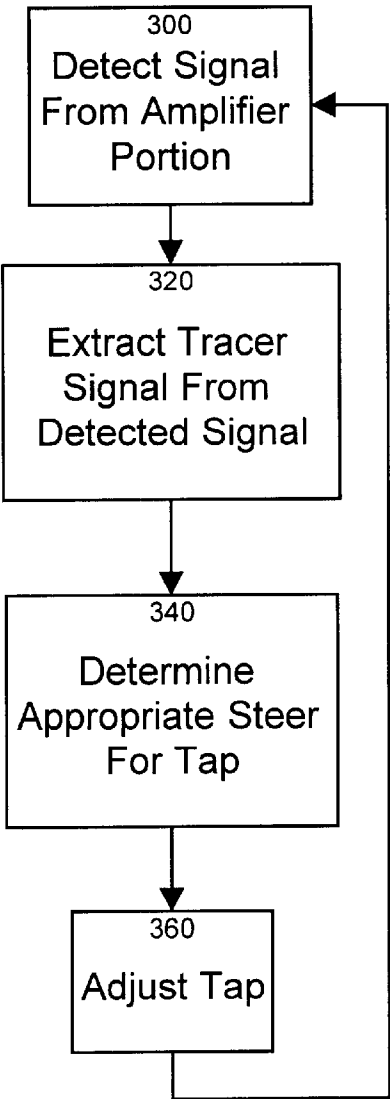 300
Detect Signal
From Amplifier
Portion
320
Extract Tracer
Signal From
Detected Signal
340
Determine
Appropriate Steer
For Tap
360
Adjust Tap